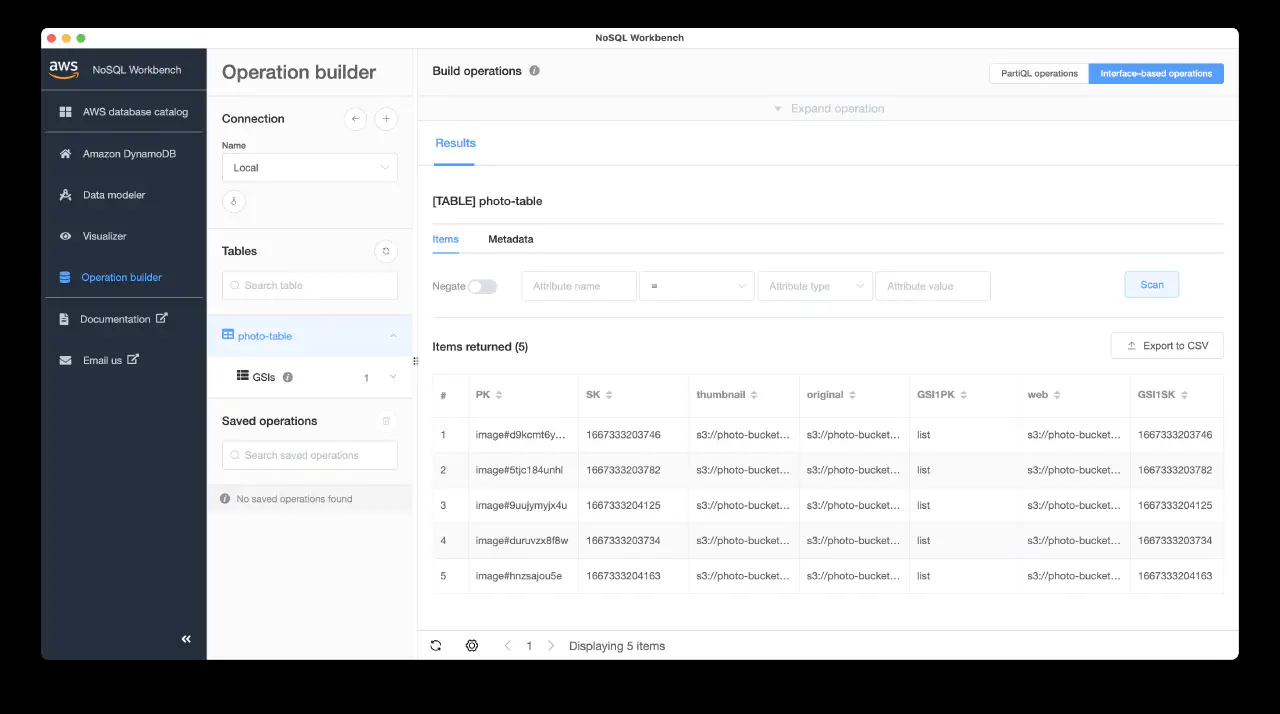 NoSQL Workbench
aws
NoSQL Workbench
AWS database catalog
Amazon DynamoDB
Data modeler
Visualizer
Operation builder
Documentation
Email us
Operation builder
Connection
Name
Local
Tables
Search table
photo-table
GSIs 1
Saved operations
Search saved operations
No saved operations found
Build operations
PartiQL operations Interface-based operations
Expand operation
Results
[TABLE] photo-table
Items Metadata
Negate Attribute name = Attribute type Attribute value Scan
Items returned (5) Export to CSV
# PK SK thumbnail original GSI1PK web GSI1SK
1 image#d9kcmt6y... 1667333203746 s3://photo-bucket... s3://photo-bucket... list s3://photo-bucket... 1667333203746
2 image#5tjc184unhl 1667333203782 s3://photo-bucket... s3://photo-bucket... list s3://photo-bucket... 1667333203782
3 image#9uujymyjx4u 1667333204125 s3://photo-bucket... s3://photo-bucket... list s3://photo-bucket... 1667333204125
4 image#duruvzx8f8w 1667333203734 s3://photo-bucket... s3://photo-bucket... list s3://photo-bucket... 1667333203734
5 image#hnzsajou5e 1667333204163 s3://photo-bucket... s3://photo-bucket... list s3://photo-bucket... 1667333204163
1 Displaying 5 items